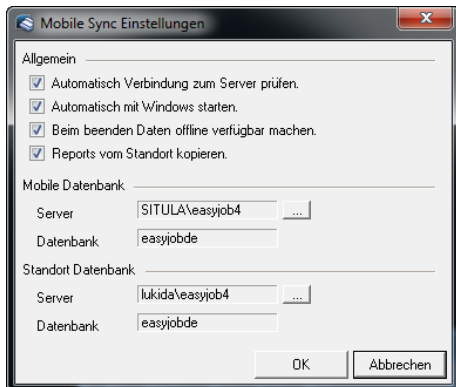 Mobile Sync Einstellungen
Allgemein
Automatisch Verbindung zum Server prüfen.
Automatisch mit Windows starten.
Beim beenden Daten offline verfügbar machen.
Reports vom Standort kopieren.
Mobile Datenbank
Server SITULA\easyjob4 ...
Datenbank easyjobde
Standort Datenbank
Server lukida\easyjob4 ...
Datenbank easyjobde
OK Abbrechen